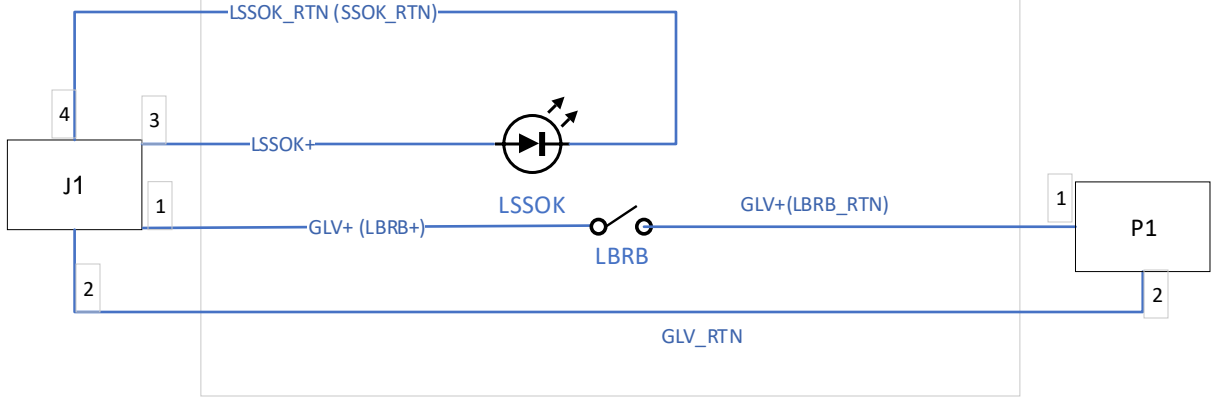 LSSOK_RTN (SSOK_RTN)
4
3
LSSOK+
J1
1
LSSOK
GLV+(LBRB_RTN)
1
GLV+ (LBRB+)
P1
LBRB
2
2
GLV_RTN